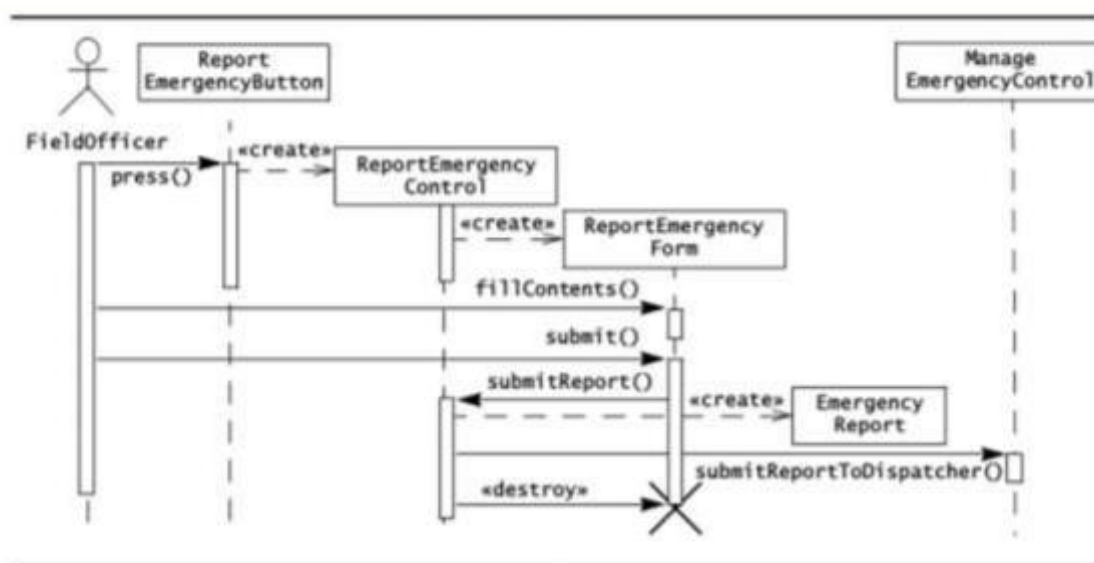 Report
EmergencyButton
Manage
EmergencyControl
FieldOfficer
press()
«create»
ReportEmergency
Control
«create»
ReportEmergency
Form
fillContents()
submit()
submitReport()
«create»
Emergency
Report
submitReportToDispatcher()
«destroy»